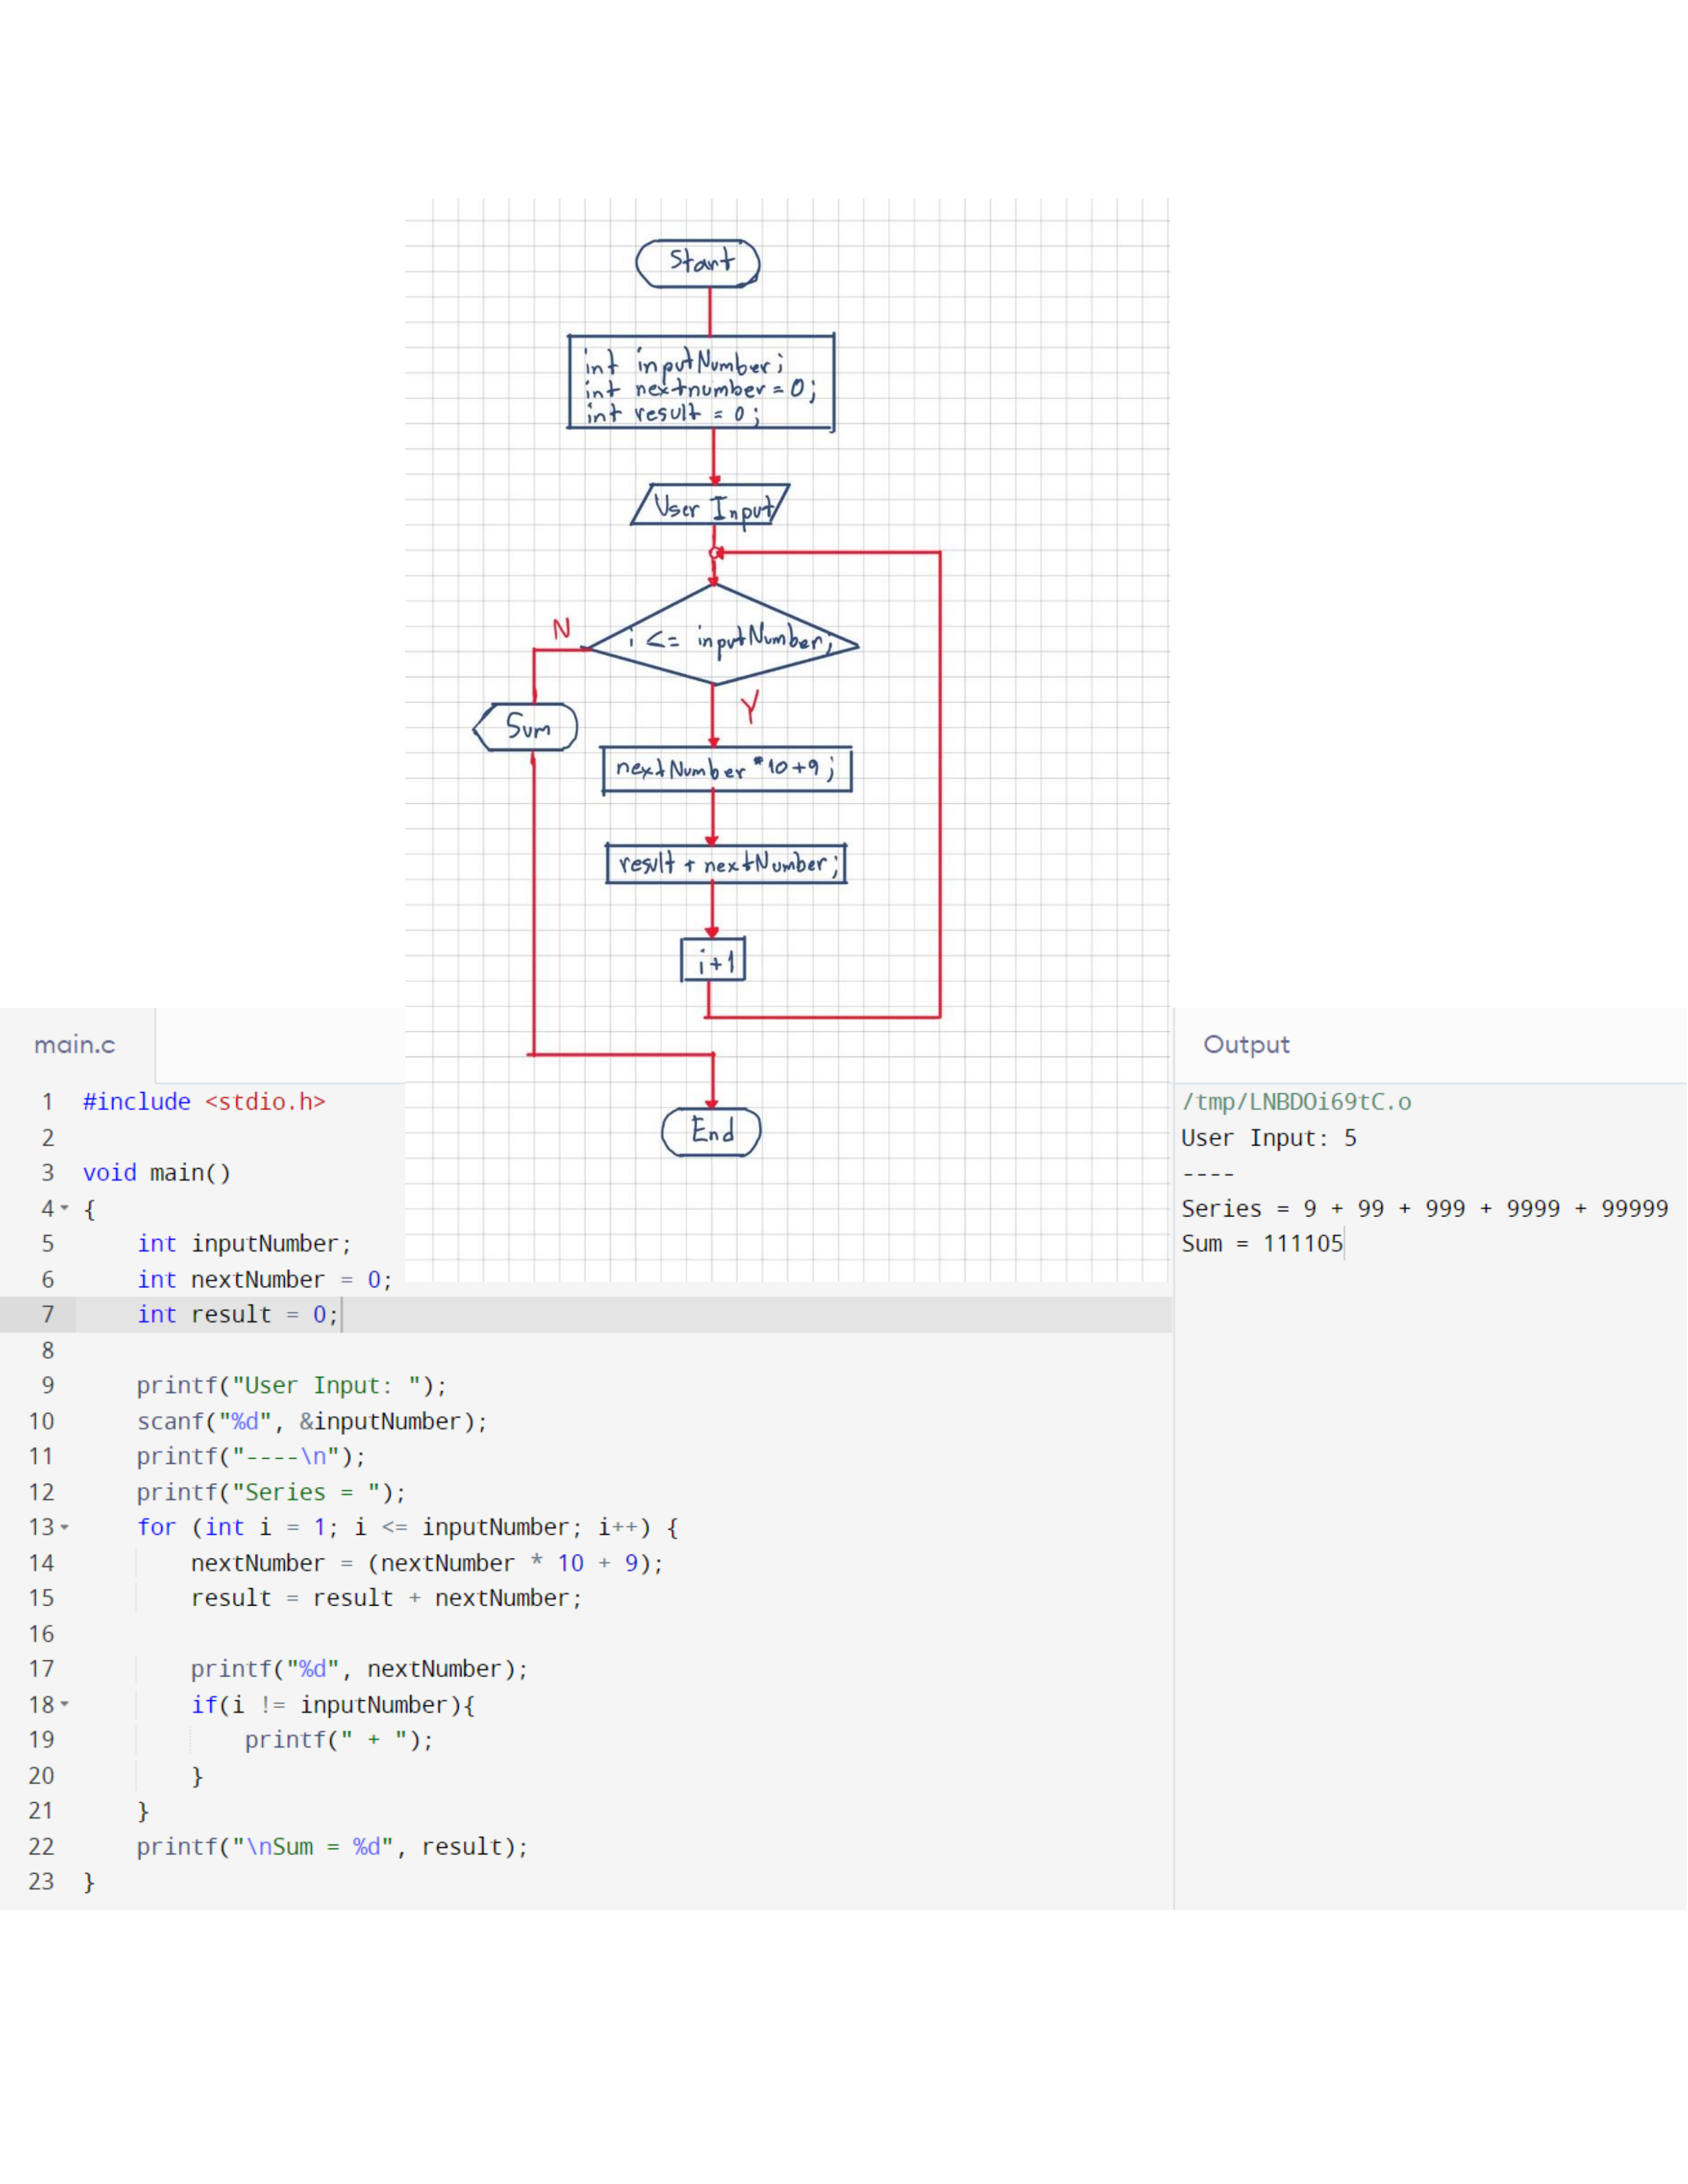 Start
int inputNumber;
int nextnumber = 0;
int result = 0;
User Input
i <= inputNumber;
N
Y
Sum
nextNumber * 10 + 9;
result + nextNumber;
i + 1
End
main.c
1 #include <stdio.h>
2
3 void main()
4 {
5 int inputNumber;
6 int nextNumber = 0;
7 int result = 0;
8
9 printf("User Input: ");
10 scanf("%d", &inputNumber);
11 printf("----\n");
12 printf("Series = ");
13 for (int i = 1; i <= inputNumber; i++) {
14 nextNumber = (nextNumber * 10 + 9);
15 result = result + nextNumber;
16
17 printf("%d", nextNumber);
18 if(i != inputNumber){
19 printf(" + ");
20 }
21 }
22 printf("\nSum = %d", result);
23 }
Output
/tmp/LNBDOi69tC.o
User Input: 5
----
Series = 9 + 99 + 999 + 9999 + 99999
Sum = 111105